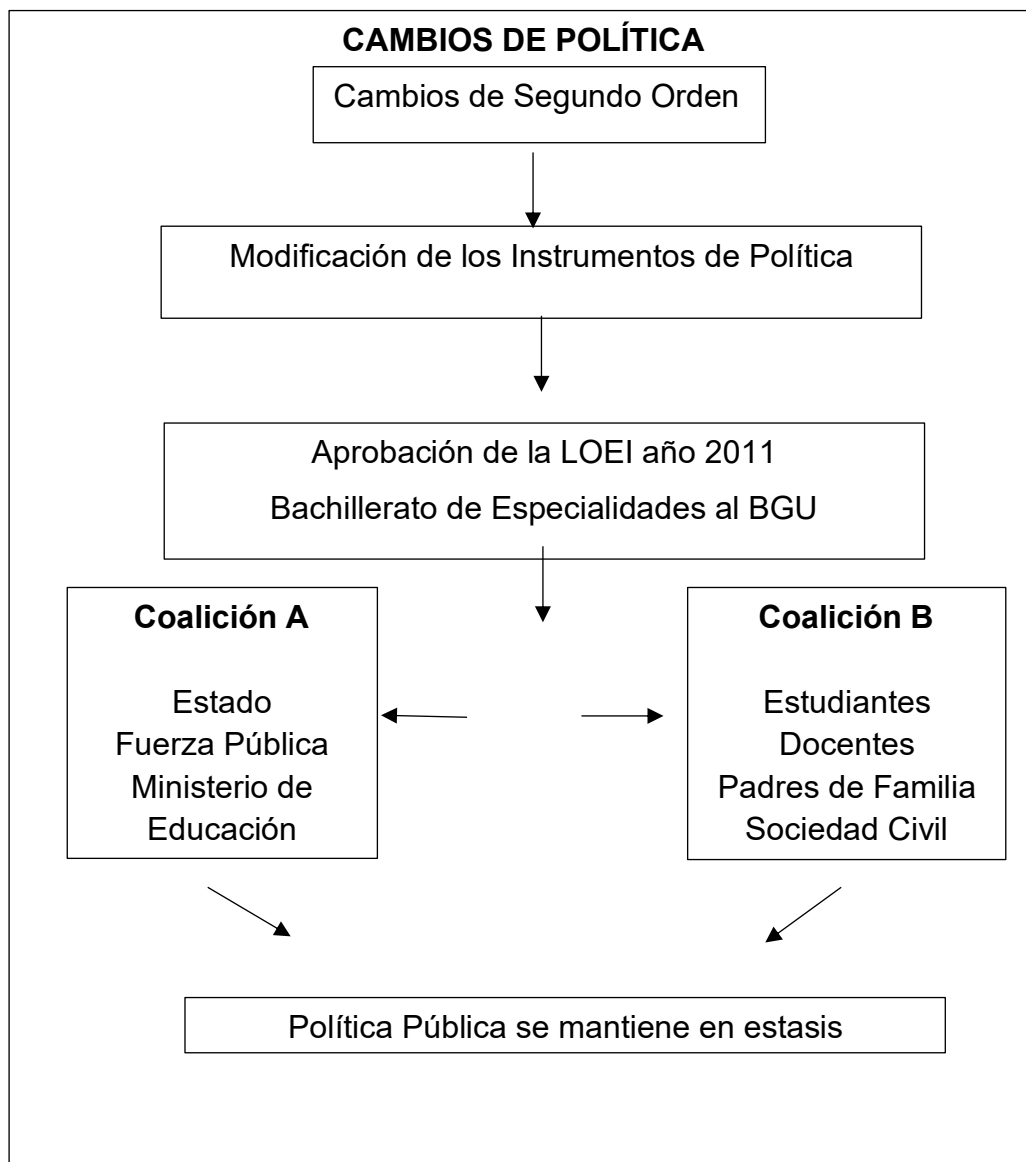 CAMBIOS DE POLÍTICA
Cambios de Segundo Orden
Modificación de los Instrumentos de Política
Aprobación de la LOEI año 2011
Bachillerato de Especialidades al BGU
Coalición A
Estado
Fuerza Pública
Ministerio de
Educación
Coalición B
Estudiantes
Docentes
Padres de Familia
Sociedad Civil
Política Pública se mantiene en estasis